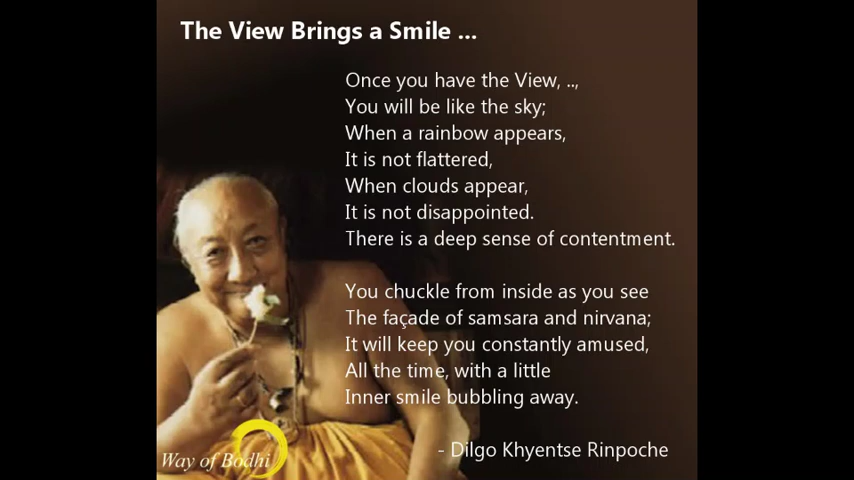 The View Brings a Smile ...
Once you have the View, ..,
You will be like the sky;
When a rainbow appears,
It is not flattered,
When clouds appear,
It is not disappointed.
There is a deep sense of contentment.
You chuckle from inside as you see
The façade of samsara and nirvana;
It will keep you constantly amused,
All the time, with a little
Inner smile bubbling away.
- Dilgo Khyentse Rinpoche
Way of Bodhi